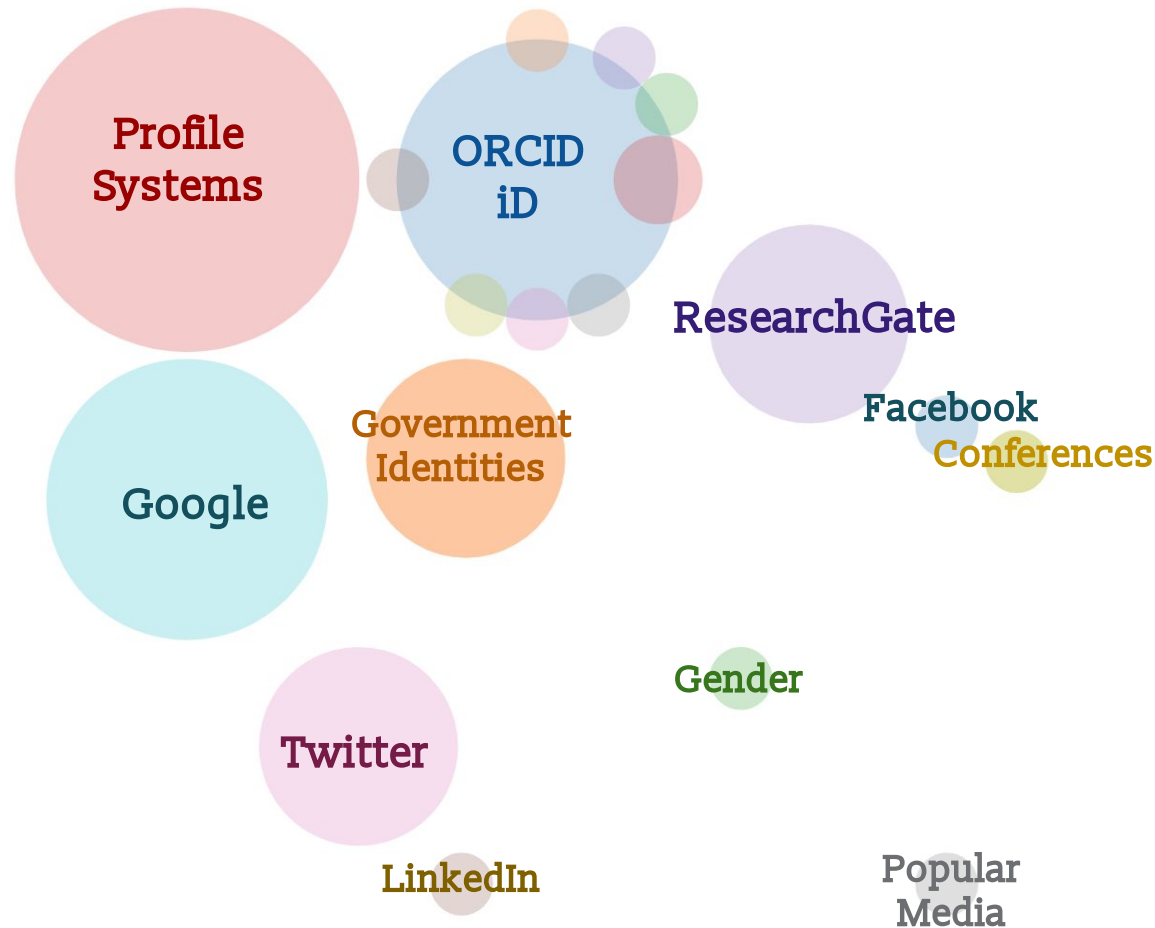 Profile
Systems
ORCID
iD
ResearchGate
Facebook
Conferences
Government
Identities
Google
Gender
Twitter
LinkedIn
Popular
Media